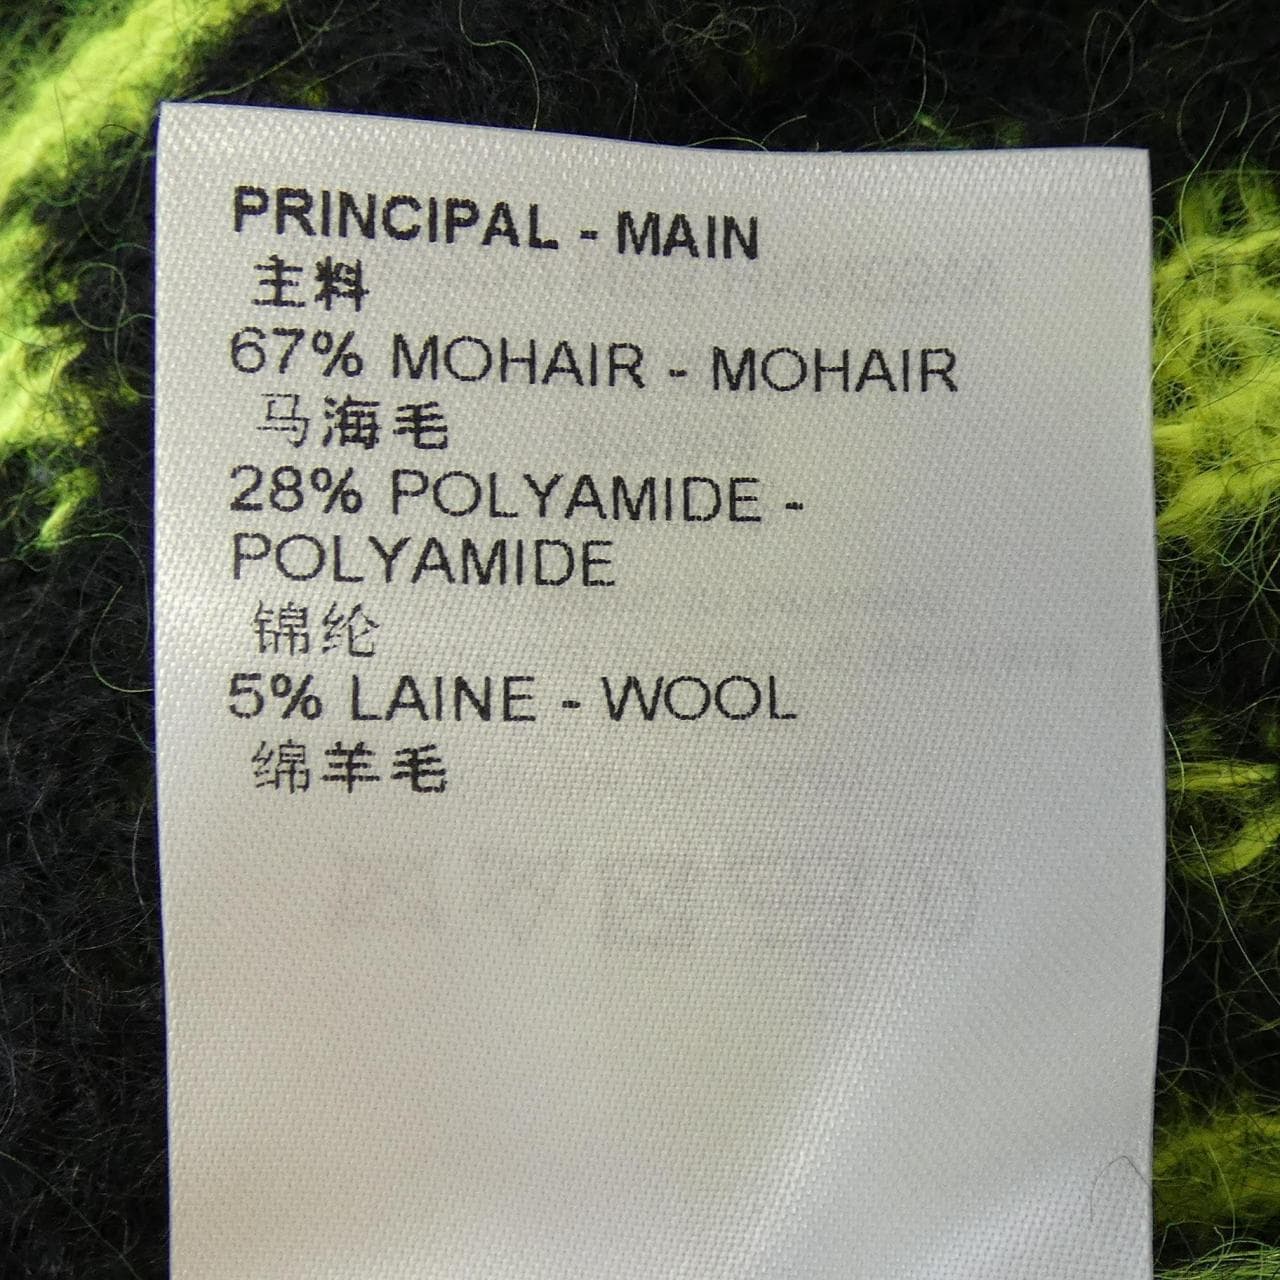 PRINCIPAL - MAIN
主料
67% MOHAIR - MOHAIR
马海毛
28% POLYAMIDE -
POLYAMIDE
锦纶
5% LAINE - WOOL
绵羊毛